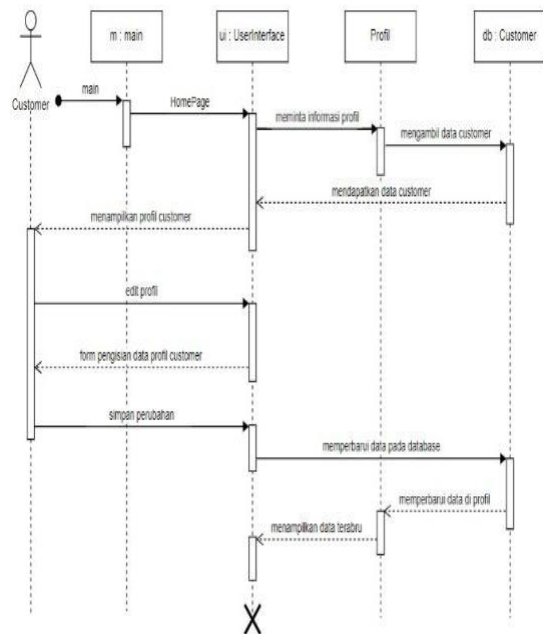 m : main
ui : UserInterface
Profil
db : Customer
Customer
main
HomePage
meminta informasi profil
mengambil data customer
mendapatkan data customer
menampilkan profil customer
edit profil
form pengisian data profil customer
simpan perubahan
memperbarui data pada database
memperbarui data di profil
menampilkan data terabru